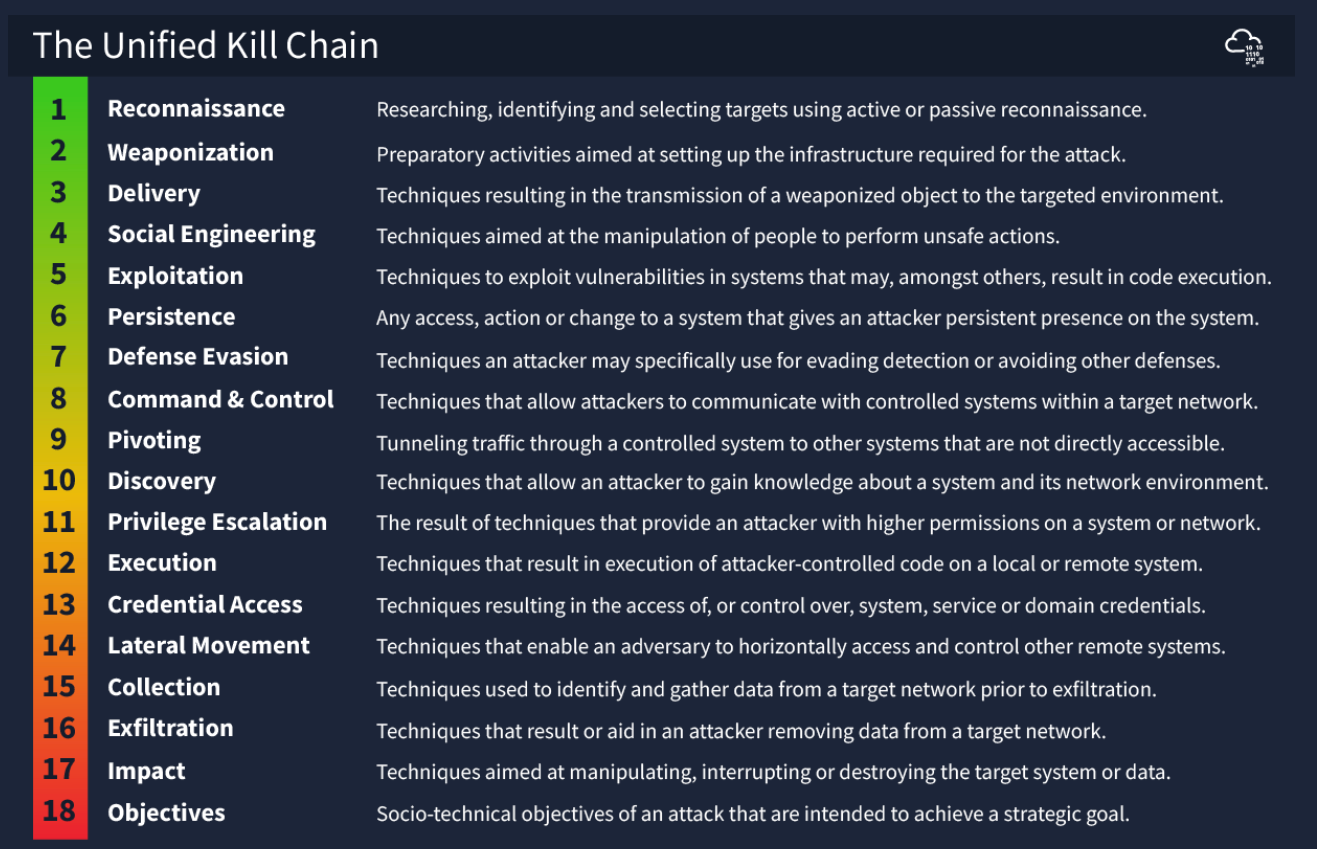 The Unified Kill Chain
1 Reconnaissance Researching, identifying and selecting targets using active or passive reconnaissance.
2 Weaponization Preparatory activities aimed at setting up the infrastructure required for the attack.
3 Delivery Techniques resulting in the transmission of a weaponized object to the targeted environment.
4 Social Engineering Techniques aimed at the manipulation of people to perform unsafe actions.
5 Exploitation Techniques to exploit vulnerabilities in systems that may, amongst others, result in code execution.
6 Persistence Any access, action or change to a system that gives an attacker persistent presence on the system.
7 Defense Evasion Techniques an attacker may specifically use for evading detection or avoiding other defenses.
8 Command & Control Techniques that allow attackers to communicate with controlled systems within a target network.
9 Pivoting Tunneling traffic through a controlled system to other systems that are not directly accessible.
10 Discovery Techniques that allow an attacker to gain knowledge about a system and its network environment.
11 Privilege Escalation The result of techniques that provide an attacker with higher permissions on a system or network.
12 Execution Techniques that result in execution of attacker-controlled code on a local or remote system.
13 Credential Access Techniques resulting in the access of, or control over, system, service or domain credentials.
14 Lateral Movement Techniques that enable an adversary to horizontally access and control other remote systems.
15 Collection Techniques used to identify and gather data from a target network prior to exfiltration.
16 Exfiltration Techniques that result or aid in an attacker removing data from a target network.
17 Impact Techniques aimed at manipulating, interrupting or destroying the target system or data.
18 Objectives Socio-technical objectives of an attack that are intended to achieve a strategic goal.